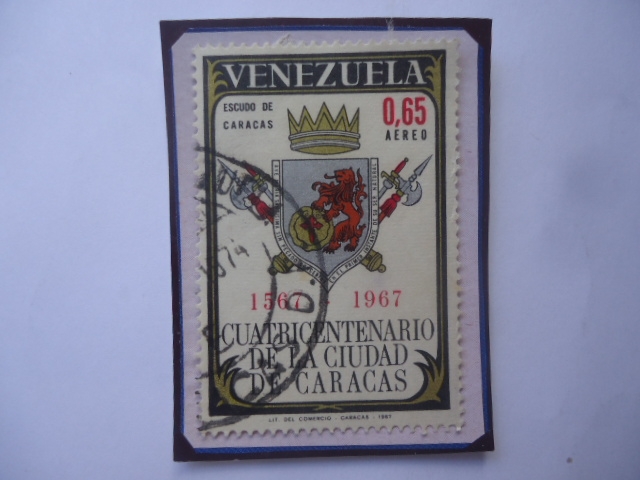 VENEZUELA
ESCUDO DE
CARACAS
0,65
AEREO
1567 - 1967
CUATRICENTENARIO
DE LA CIUDAD
DE CARACAS
LIT. DEL COMERCIO - CARACAS - 1967